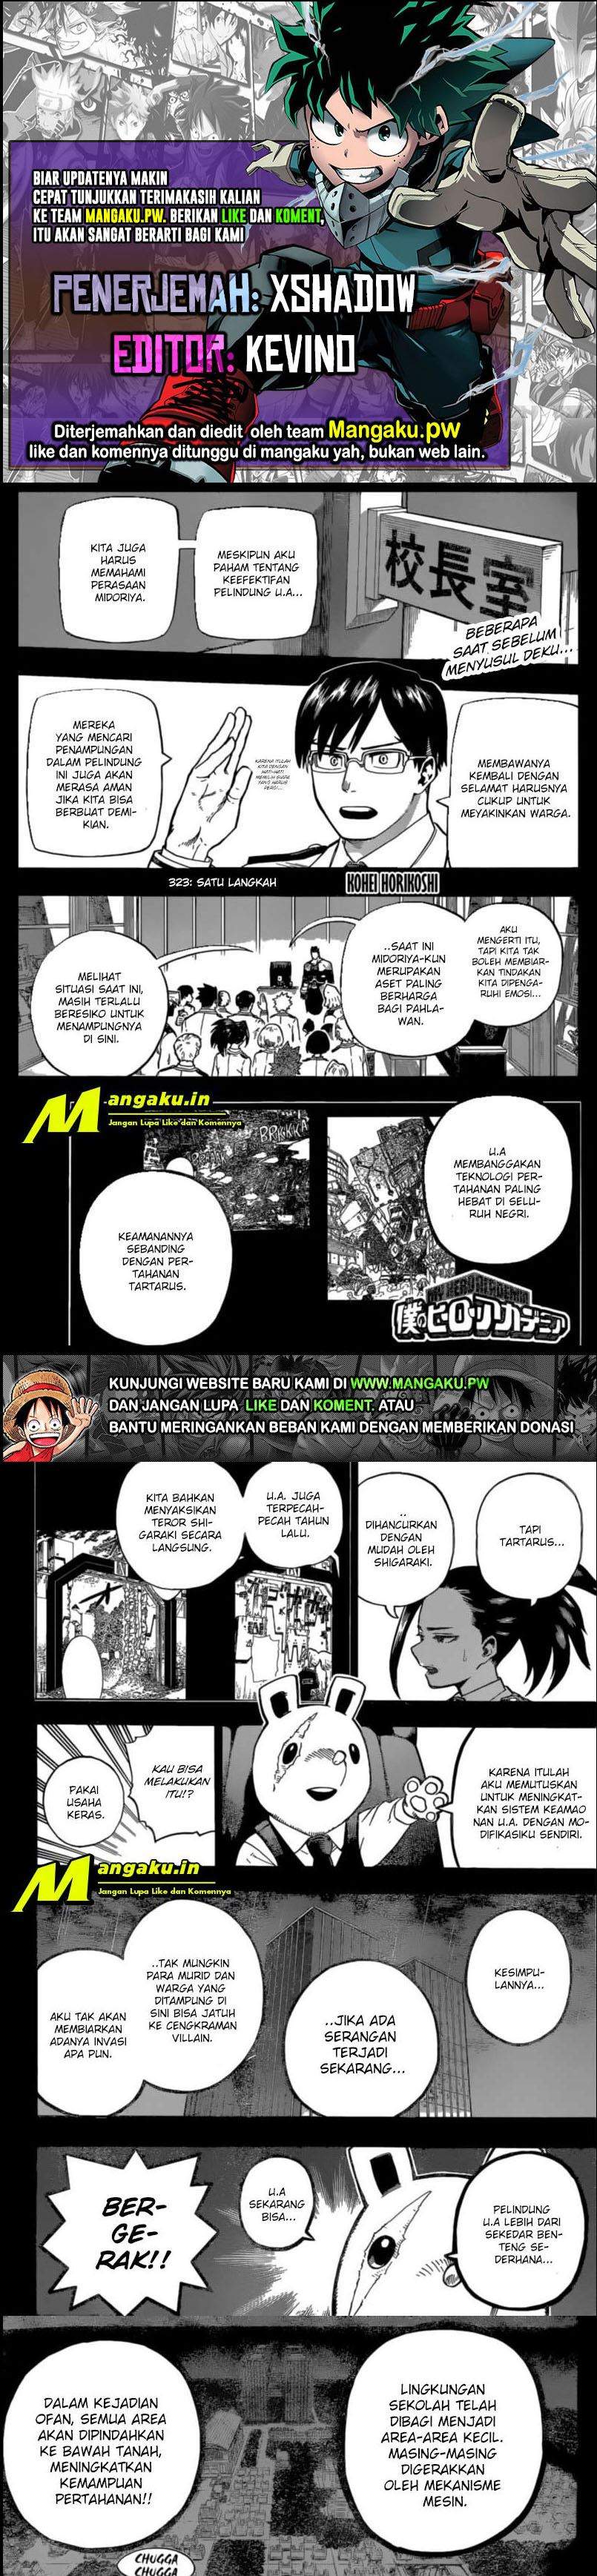 BIAR UPDATENYA MAKIN
CEPAT TUNJUKKAN TERIMAKASIH KALIAN
KE TEAM MANGAKU.PW. BERIKAN LIKE DAN KOMENT,
ITU AKAN SANGAT BERARTI BAGI KAMI
PENERJEMAH: XSHADOW
EDITOR: KEVINO
Diterjemahkan dan diedit oleh team Mangaku.pw
like dan komennya ditunggu di mangaku yah, bukan web lain.
校長室
BEBERAPA
SAAT SEBELUM
MENYUSUL DEKU...
MESKIPUN AKU
PAHAM TENTANG
KEEFEKTIFAN
PELINDUNG U.A...
KITA JUGA
HARUS
MEMAHAMI
PERASAAN
MIDORIYA.
MEMBAWANYA
KEMBALI DENGAN
SELAMAT HARUSNYA
CUKUP UNTUK
MEYAKINKAN WARGA.
KARENA ITULAH
KITA DENGAN
HATI-HATI
MEREKA
YANG MENCARI
PENAMPUNGAN
DALAM PELINDUNG
INI JUGA AKAN
MERASA AMAN
JIKA KITA BISA
BERBUAT DEMI-
KIAN.
323: SATU LANGKAH
KOHEI HORIKOSHI
AKU
MENGERTI ITU,
TAPI KITA TAK
BOLEH MEMBIAR-
KAN TINDAKAN
KITA DIPENGA-
RUHI EMOSI...
..SAAT INI
MIDORIYA-KUN
MERUPAKAN
ASET PALING
BERHARGA
BAGI PAHLA-
WAN.
MELIHAT
SITUASI SAAT INI,
MASIH TERLALU
BERESIKO UNTUK
MENAMPUNGNYA
DI SINI.
Mangaku.in
Jangan Lupa Like dan Komennya
U.A
MEMBANGGAKAN
TEKNOLOGI PER-
TAHANAN PALING
HEBAT DI SELU-
RUH NEGRI.
KEAMANANNYA
SEBANDING
DENGAN PER-
TAHANAN
TARTARUS.
MY HERO ACADEMIA
僕のヒーローアカデミア
KUNJUNGI WEBSITE BARU KAMI DI WWW.MANGAKU.PW
DAN JANGAN LUPA LIKE DAN KOMENT. ATAU
BANTU MERINGANKAN BEBAN KAMI DENGAN MEMBERIKAN DONASI
TAPI
TARTARUS...
..
DIHANCURKAN
DENGAN
MUDAH OLEH
SHIGARAKI.
U.A. JUGA
TERPECAH-
PECAH TAHUN
LALU.
KITA BAHKAN
MENYAKSIKAN
TEROR SHI-
GARAKI SECARA
LANGSUNG.
KARENA ITULAH
AKU MEMUTUSKAN
UNTUK MENINGKAT-
KAN SISTEM KEAMAO
NAN U.A. DENGAN MO-
DIFIKASIKU SENDIRI.
KAU BISA
MELAKUKAN
ITU!?
PAKAI
USAHA
KERAS.
Mangaku.in
Jangan Lupa Like dan Komennya
KESIMPU-
LANNYA...
..JIKA ADA
SERANGAN
TERJADI
SEKARANG...
..TAK MUNGKIN
PARA MURID DAN
WARGA YANG
DITAMPUNG DI
SINI BISA JATUH
KE CENGKRAMAN
VILLAIN.
AKU TAK AKAN
MEMBIARKAN
ADANYA INVASI
APA PUN.
PELINDUNG
U.A LEBIH DARI
SEKEDAR BEN-
TENG SE-
DERHANA...
U.A
SEKARANG
BISA...
BER-
GE-
RAK!!
LINGKUNGAN
SEKOLAH TELAH
DIBAGI MENJADI
AREA-AREA KECIL.
MASING-MASING
DIGERAKKAN
OLEH MEKANISME
MESIN.
DALAM KEJADIAN
OFAN, SEMUA AREA
AKAN DIPINDAHKAN
KE BAWAH TANAH,
MENINGKATKAN
KEMAMPUAN
PERTAHANAN!!
CHUGGA
CHUGGA